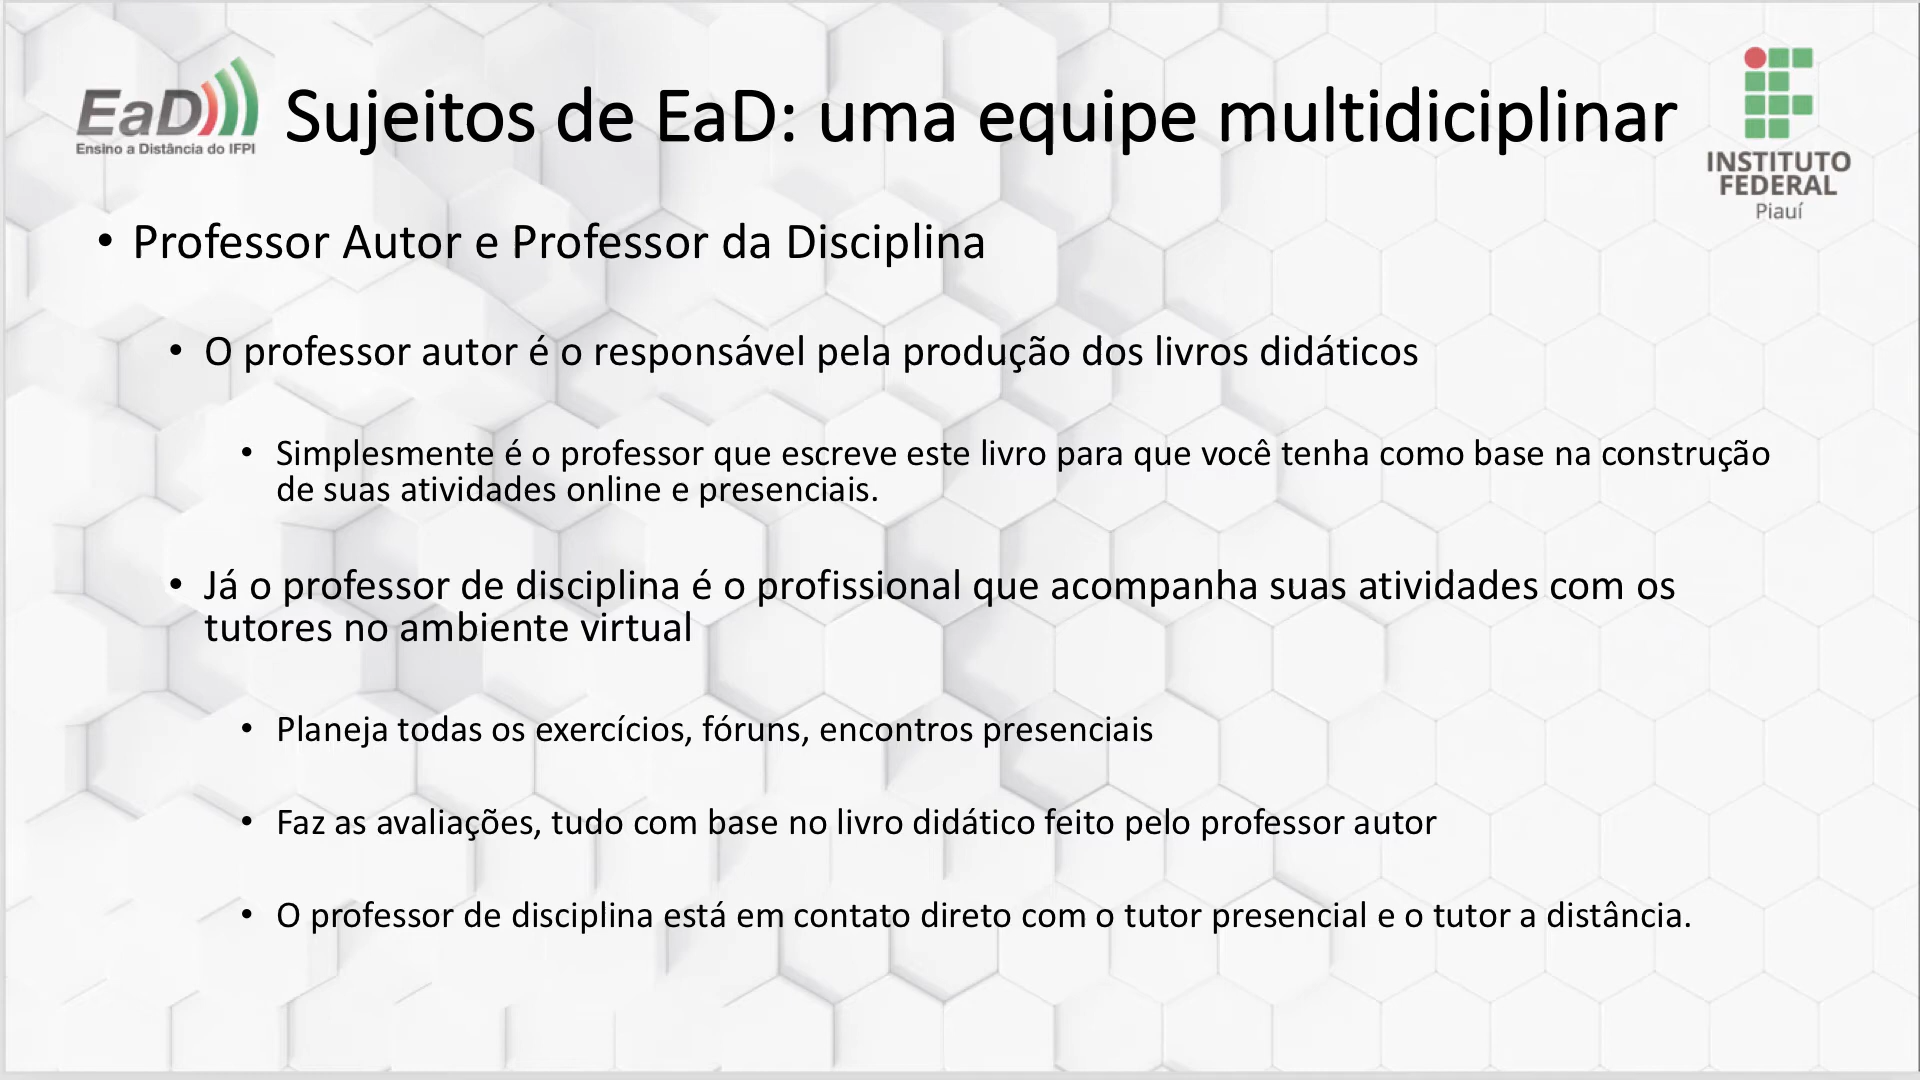 EaD
Ensino a Distância do IFPI
Sujeitos de EaD: uma equipe multidiciplinar
INSTITUTO
FEDERAL
Piauí
• Professor Autor e Professor da Disciplina
• O professor autor é o responsável pela produção dos livros didáticos
• Simplesmente é o professor que escreve este livro para que você tenha como base na construção
de suas atividades online e presenciais.
• Já o professor de disciplina é o profissional que acompanha suas atividades com os
tutores no ambiente virtual
• Planeja todas os exercícios, fóruns, encontros presenciais
• Faz as avaliações, tudo com base no livro didático feito pelo professor autor
• O professor de disciplina está em contato direto com o tutor presencial e o tutor a distância.